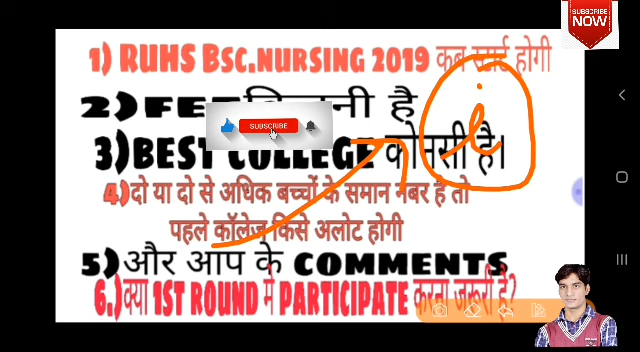 SUBSCRIBE
NOW
1) RUHS BSC.NURSING 2019 कब स्टार्ट होगी
2) FEE कितनी है
SUBSCRIBE
3) BEST COLLEGE कोनसी है।
i
4) दो या दो से अधिक बच्चों के समान नंबर है तो
पहले कॉलेज किसे अलोट होगी
5) और आप के COMMENTS
6.) क्या 1ST ROUND मे PARTICIPATE करना जरूरी है?